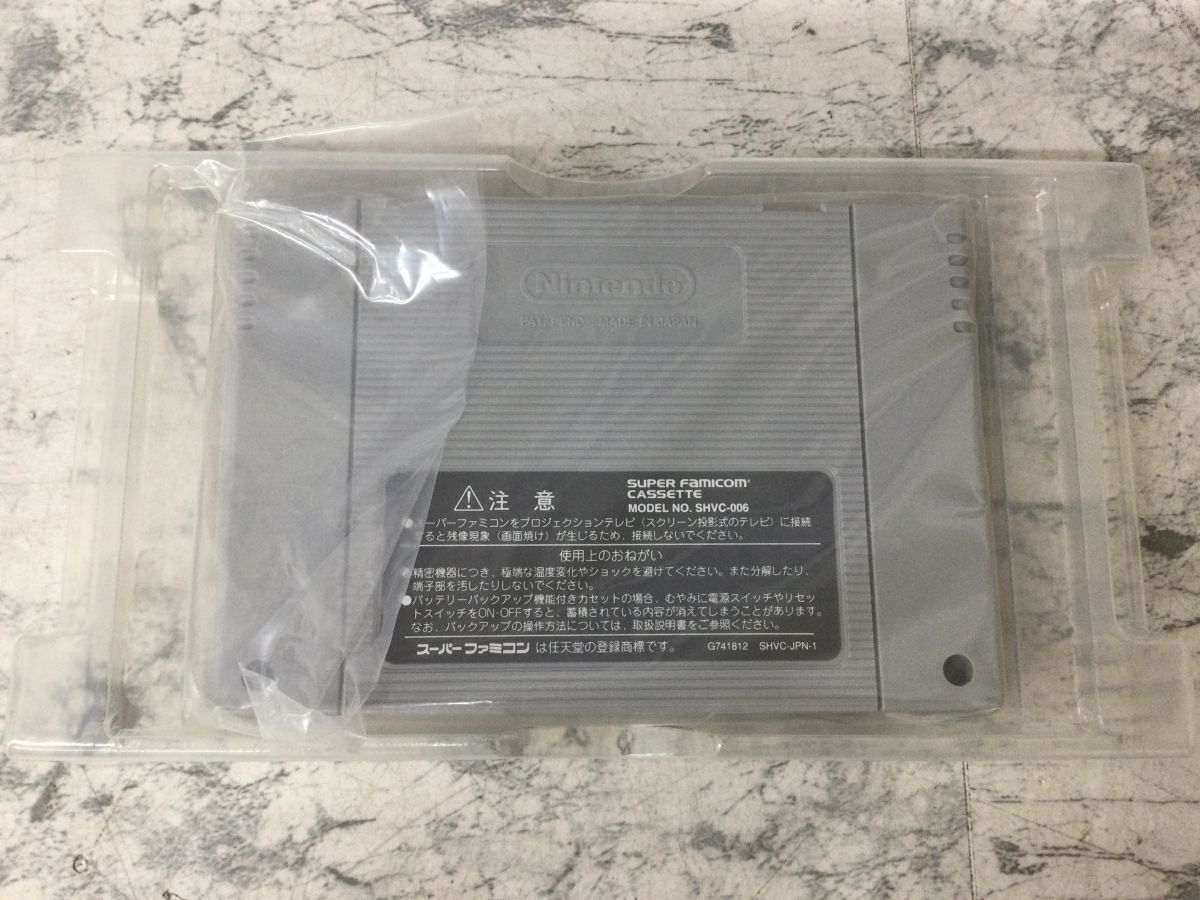 Nintendo
PAT. PEND. MADE IN JAPAN
注意
SUPER FAMICOM
CASSETTE
MODEL NO. SHVC-006
●スーパーファミコンをプロジェクションテレビ（スクリーン投影式のテレビ）に接続
すると残像現象（画面焼け）が生じるため、接続しないでください。
使用上のおねがい
●精密機器につき、極端な温度変化やショックを避けてください。また分解したり、
端子部を汚したりしないでください。
●バッテリーバックアップ機能付きカセットの場合、むやみに電源スイッチやリセッ
トスイッチをON-OFFすると、蓄積されている内容が消えてしまうことがあります。
なお、バックアップの操作方法については、取扱説明書をご参照ください。
スーパーファミコン は任天堂の登録商標です。
G741812 SHVC-JPN-1